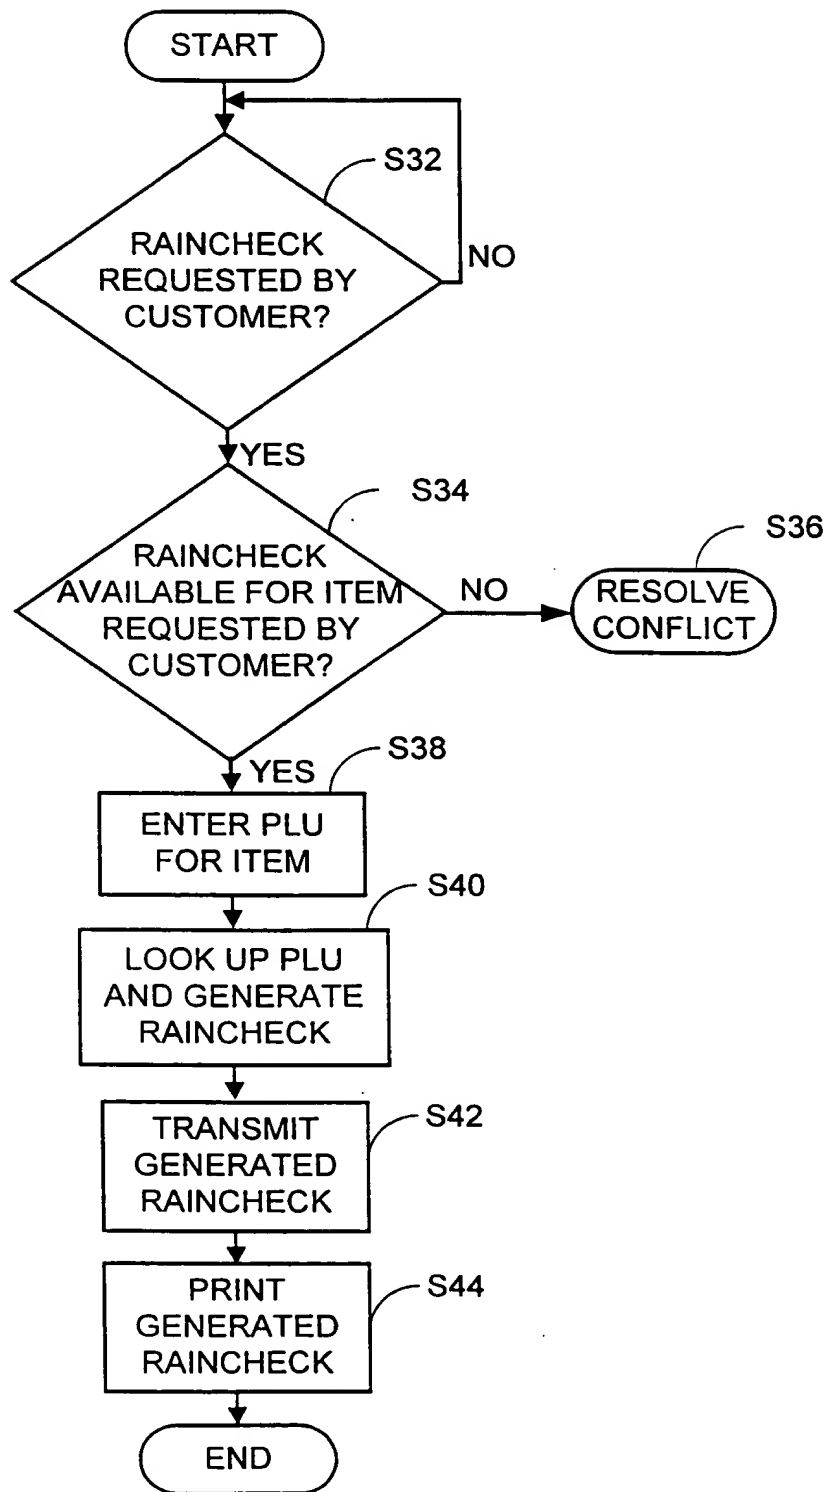 START
S32
RAINCHECK
REQUESTED BY
CUSTOMER?
NO
YES
S34
RAINCHECK
AVAILABLE FOR ITEM
REQUESTED BY
CUSTOMER?
NO
S36
RESOLVE
CONFLICT
YES
S38
ENTER PLU
FOR ITEM
S40
LOOK UP PLU
AND GENERATE
RAINCHECK
S42
TRANSMIT
GENERATED
RAINCHECK
S44
PRINT
GENERATED
RAINCHECK
END